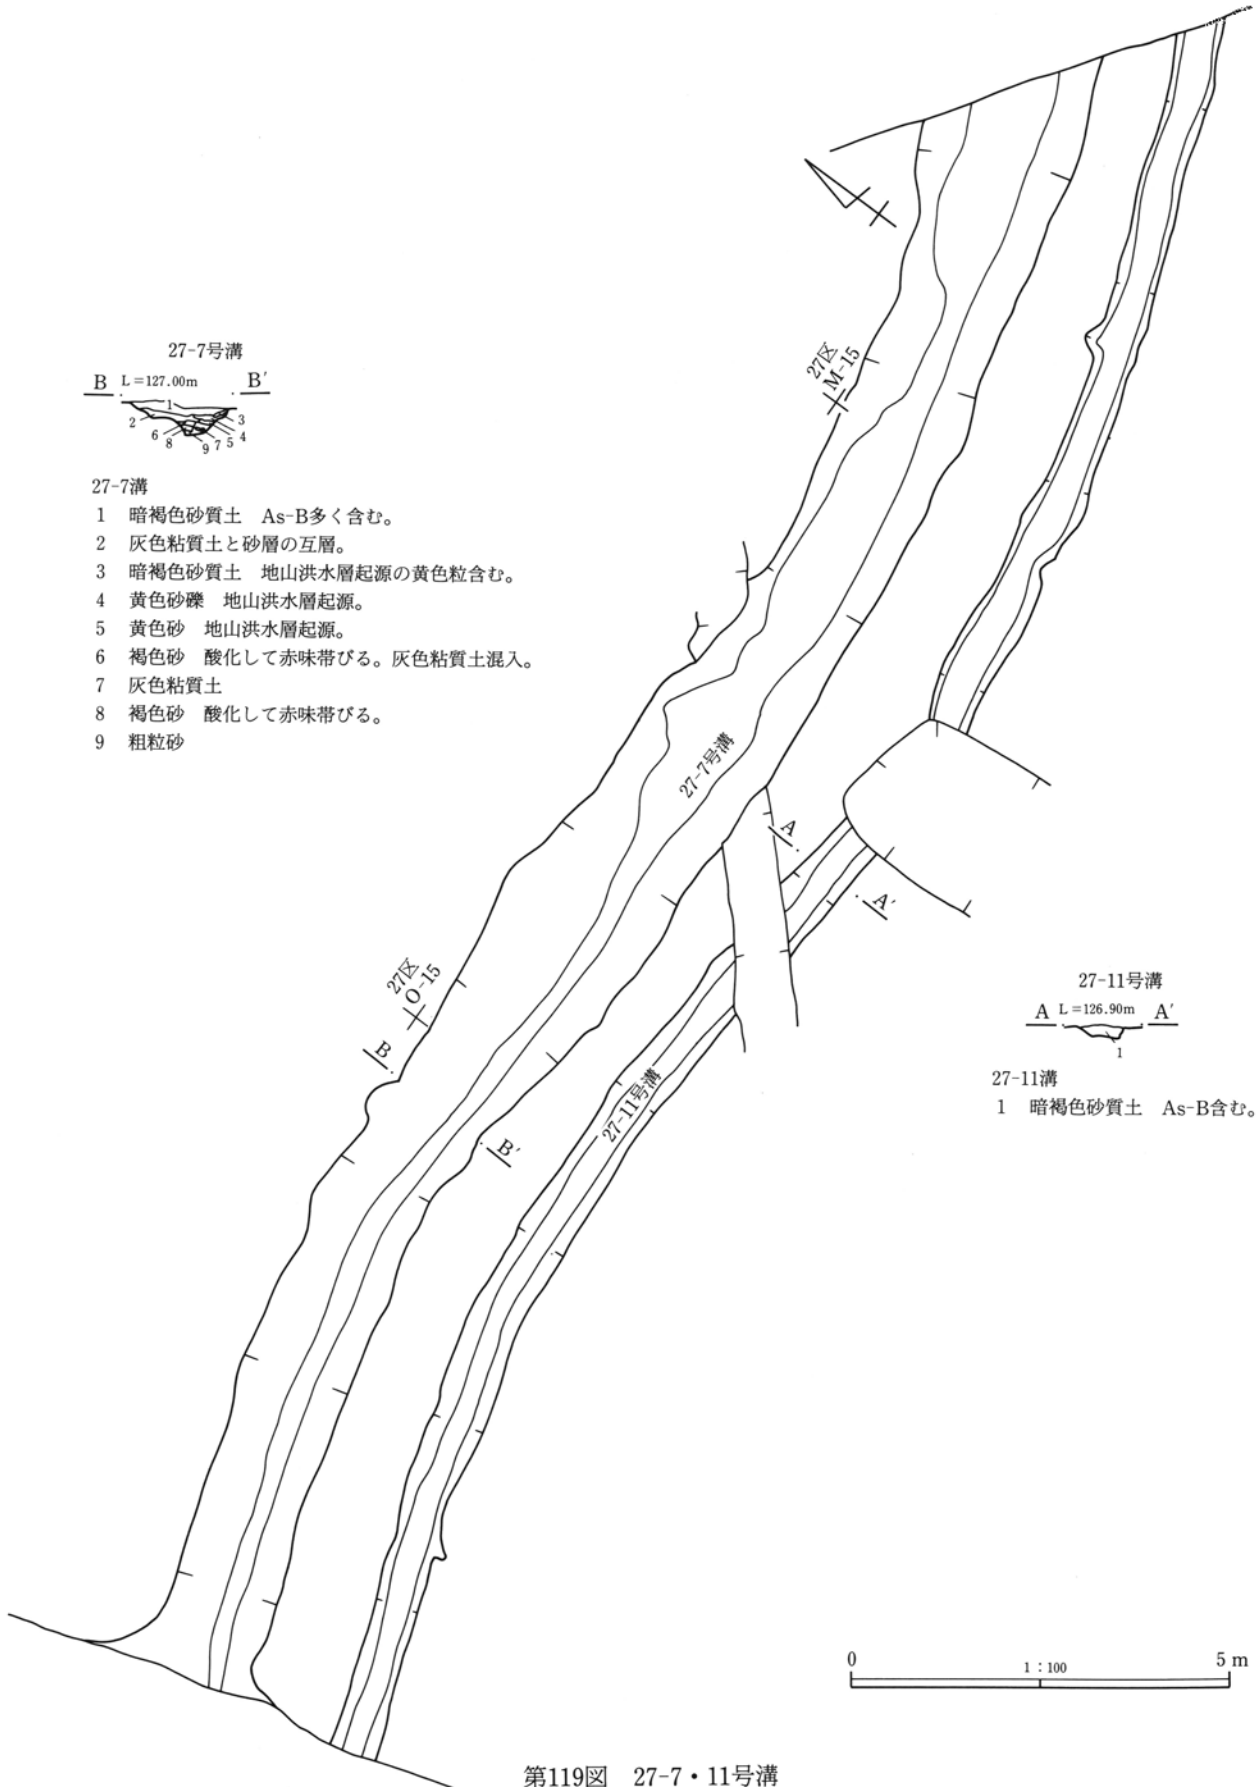 27区
M-15
27-7号溝
B L=127.00m B′
1
2
3
6
4
8
5
7
9
27-7溝
1 暗褐色砂質土 As-B多く含む。
2 灰色粘質土と砂層の互層。
3 暗褐色砂質土 地山洪水層起源の黄色粒含む。
4 黄色砂礫 地山洪水層起源。
5 黄色砂 地山洪水層起源。
6 褐色砂 酸化して赤味帯びる。灰色粘質土混入。
7 灰色粘質土
8 褐色砂 酸化して赤味帯びる。
9 粗粒砂
27-7号溝
A
A′
27区
O-15
B
B′
27-11号溝
27-11号溝
A L=126.90m A′
1
27-11溝
1 暗褐色砂質土 As-B含む。
0 1:100 5m
第119図 27-7・11号溝